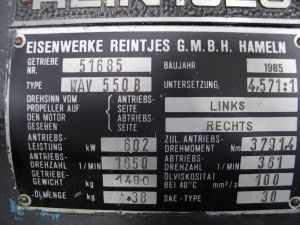 REINTJES
EISENWERKE REINTJES G.M.B.H. HAMELN
GETRIEBE NR. 51685 BAUJAHR 1985
TYPE WAV 550 B UNTERSETZUNG 4,571:1
DREHSINN VOM ANTRIEBS- LINKS
PROPELLER AUF SEITE
DEN MOTOR ABTRIEBS- RECHTS
GESEHEN SEITE
ANTRIEBS- ZUL. ANTRIEBS-
LEISTUNG kW 602 DREHMOMENT Nm 37914
ANTRIEBS- ABTRIEBS-
DREHZAHL 1/MIN 1650 DREHZAHL 1/MIN 361
GETRIEBE- ÖLVISKOSITÄT
GEWICHT kg 1480 BEI 40°C mm²/s 100
ÖLMENGE kg 38 SAE-TYPE 30